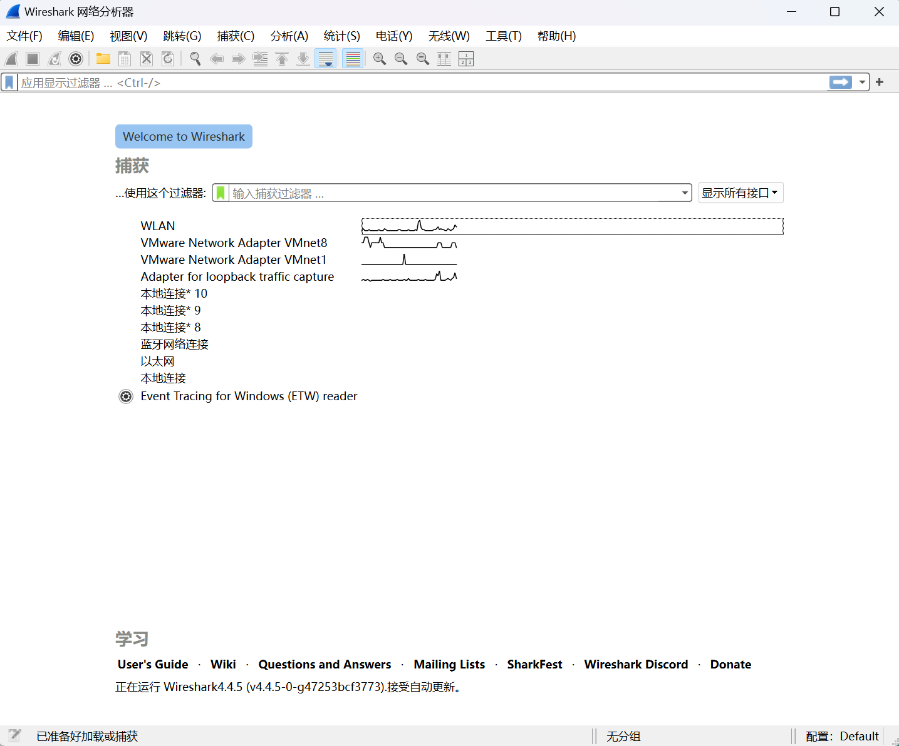 Wireshark 网络分析器
文件(F) 编辑(E) 视图(V) 跳转(G) 捕获(C) 分析(A) 统计(S) 电话(Y) 无线(W) 工具(T) 帮助(H)
应用显示过滤器 ... <Ctrl-/>
Welcome to Wireshark
捕获
...使用这个过滤器: 输入捕获过滤器 ... 显示所有接口
WLAN
VMware Network Adapter VMnet8
VMware Network Adapter VMnet1
Adapter for loopback traffic capture
本地连接* 10
本地连接* 9
本地连接* 8
蓝牙网络连接
以太网
本地连接
Event Tracing for Windows (ETW) reader
学习
User's Guide · Wiki · Questions and Answers · Mailing Lists · SharkFest · Wireshark Discord · Donate
正在运行 Wireshark4.4.5 (v4.4.5-0-g47253bcf3773).接受自动更新。
已准备好加载或捕获 无分组 配置: Default